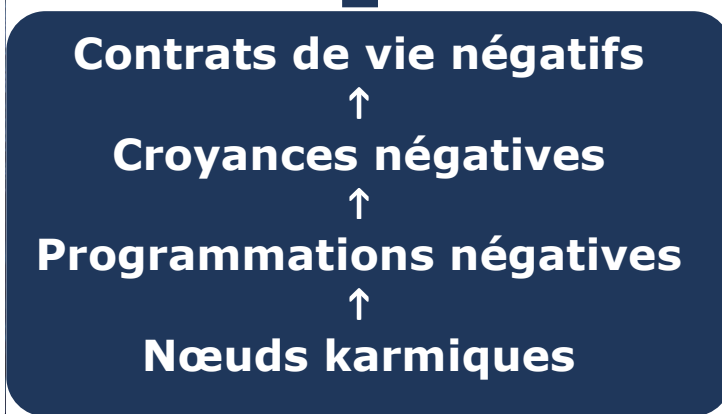 Contrats de vie négatifs
↑
Croyances négatives
↑
Programmations négatives
↑
Nœuds karmiques